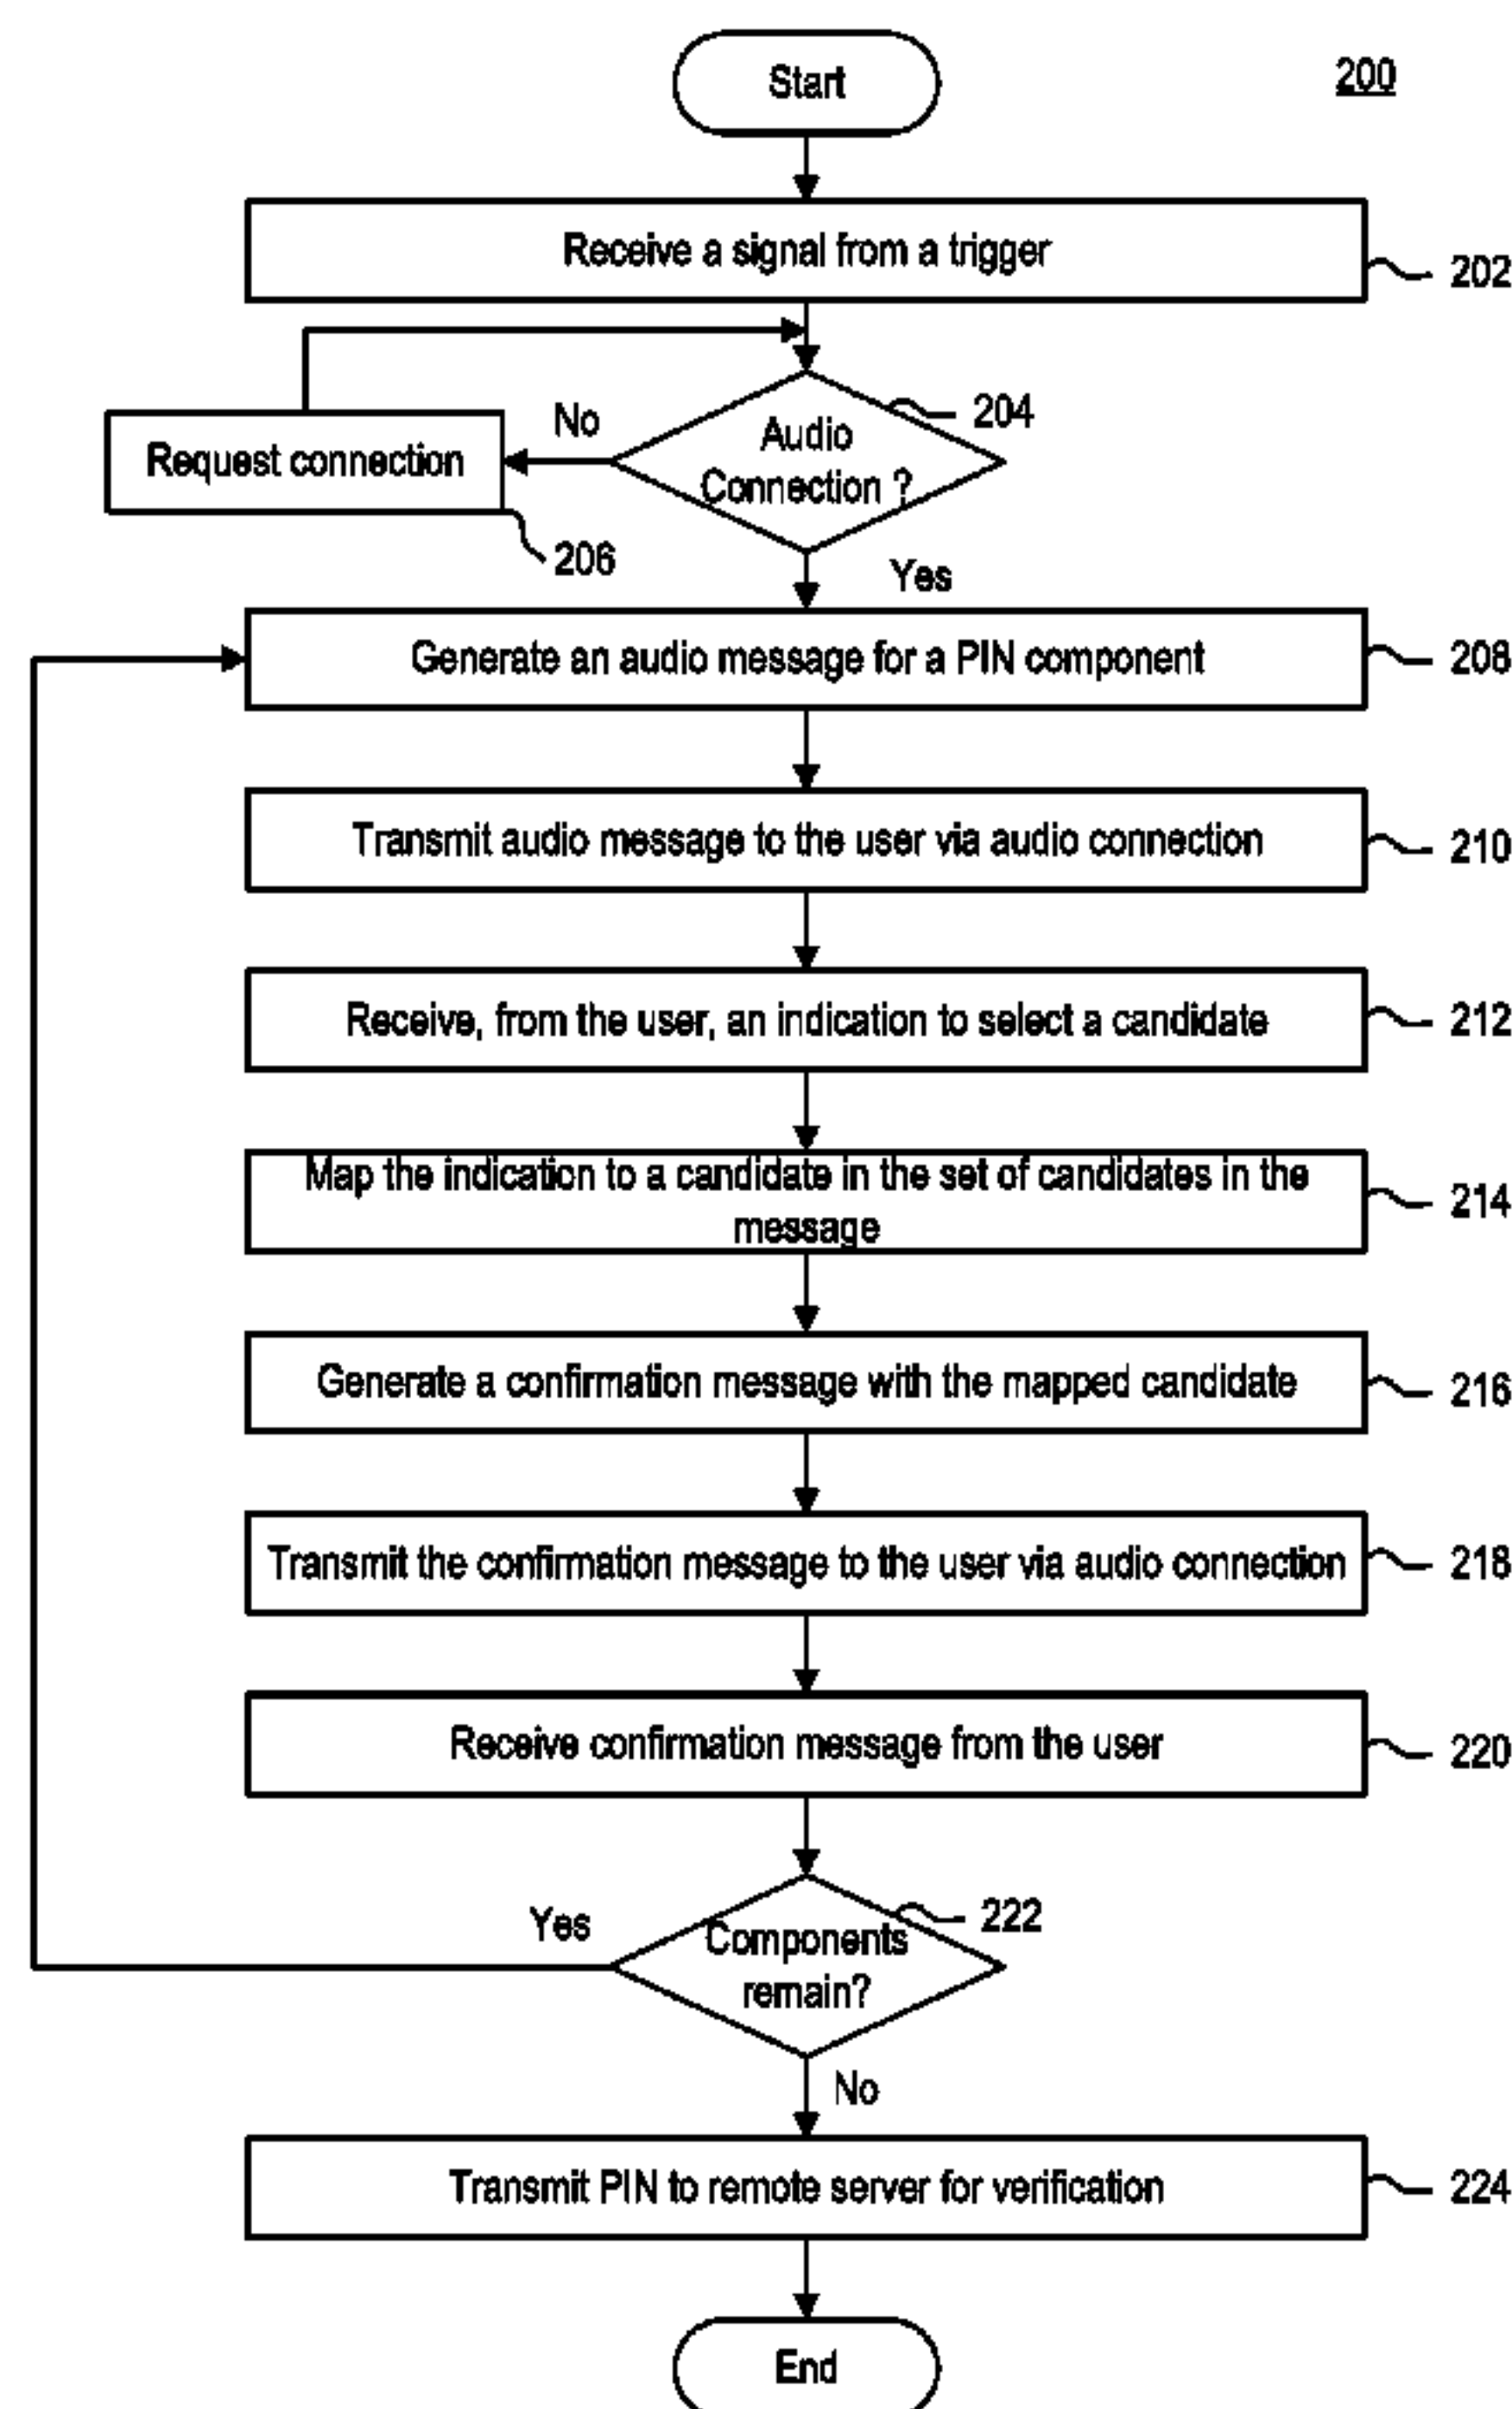 Start
200
Receive a signal from a trigger
202
204
No
Audio
Connection ?
Request connection
206
Yes
Generate an audio message for a PIN component
208
Transmit audio message to the user via audio connection
210
Receive, from the user, an indication to select a candidate
212
Map the indication to a candidate in the set of candidates in the
message
214
Generate a confirmation message with the mapped candidate
216
Transmit the confirmation message to the user via audio connection
218
Receive confirmation message from the user
220
222
Yes
Components
remain?
No
Transmit PIN to remote server for verification
224
End